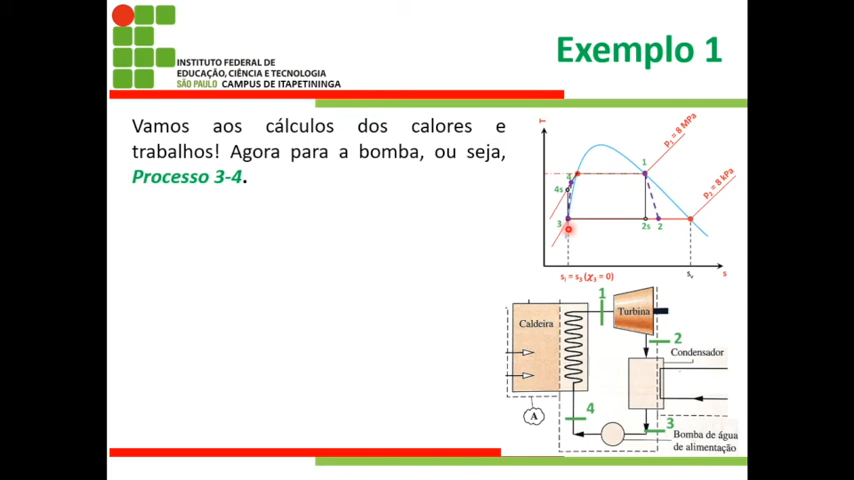 INSTITUTO FEDERAL DE
EDUCAÇÃO, CIÊNCIA E TECNOLOGIA
SÃO PAULO CAMPUS DE ITAPETININGA
Exemplo 1
Vamos aos cálculos dos calores e
trabalhos! Agora para a bomba, ou seja,
Processo 3-4.
T
P₁ = 8 MPa
1
4
4s
P₂ = 8 kPa
3
2s 2
s₁ = s₃ (χ₃ = 0)
sᵥ
s
1
Turbina
Caldeira
2
Condensador
4
A
3
Bomba de água
de alimentação